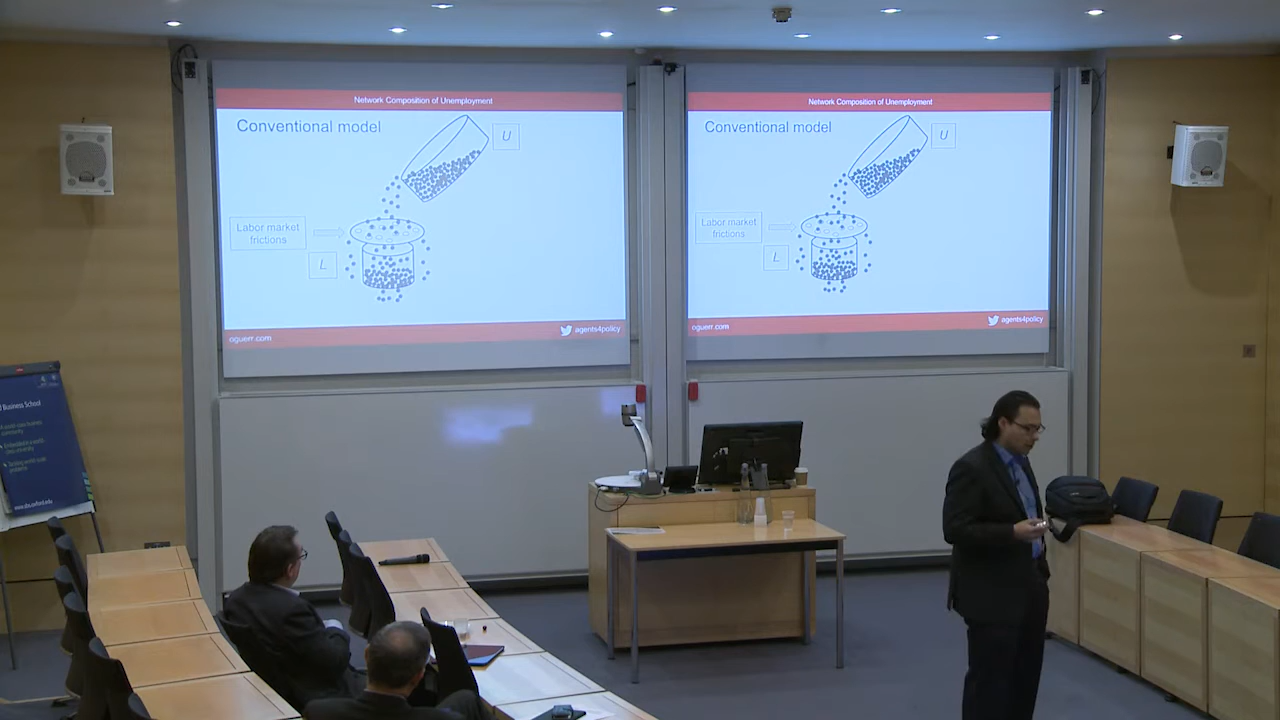 Network Composition of Unemployment
Conventional model
U
Labor market
frictions
L
oguerr.com
agents4policy
Network Composition of Unemployment
Conventional model
U
Labor market
frictions
L
oguerr.com
agents4policy
Business School